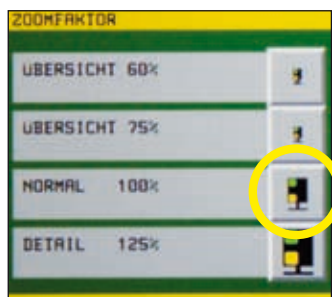 ZOOMFAKTOR
ÜBERSICHT 60%
ÜBERSICHT 75%
NORMAL 100%
DETAIL 125%